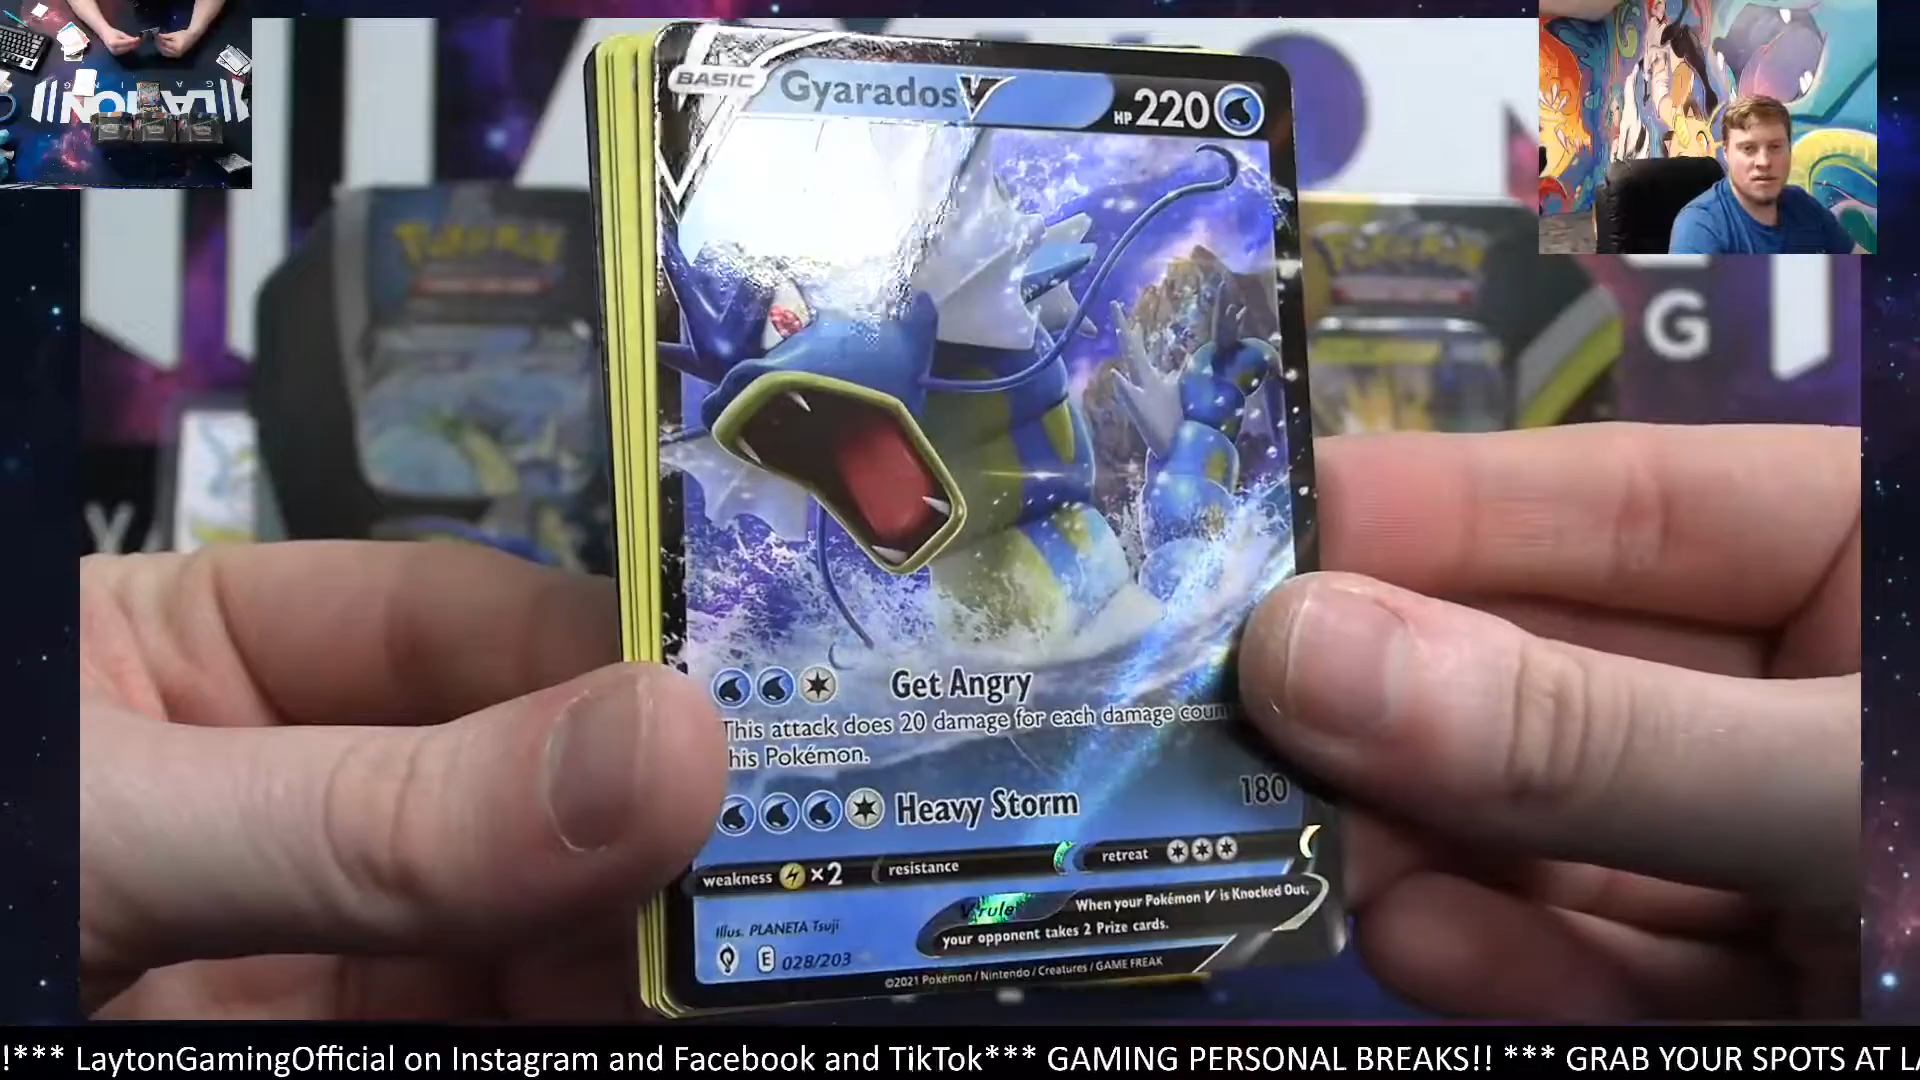 BASIC
Gyarados V
HP 220
Pokémon
Pokémon
G
Get Angry
This attack does 20 damage for each damage coun
his Pokémon.
Heavy Storm
180
weakness ×2
resistance
retreat
V rule
When your Pokémon V is Knocked Out,
your opponent takes 2 Prize cards.
Illus. PLANETA Tsuji
E 028/203
©2021 Pokémon / Nintendo / Creatures / GAME FREAK
!*** LaytonGamingOfficial on Instagram and Facebook and TikTok*** GAMING PERSONAL BREAKS!! *** GRAB YOUR SPOTS AT LA